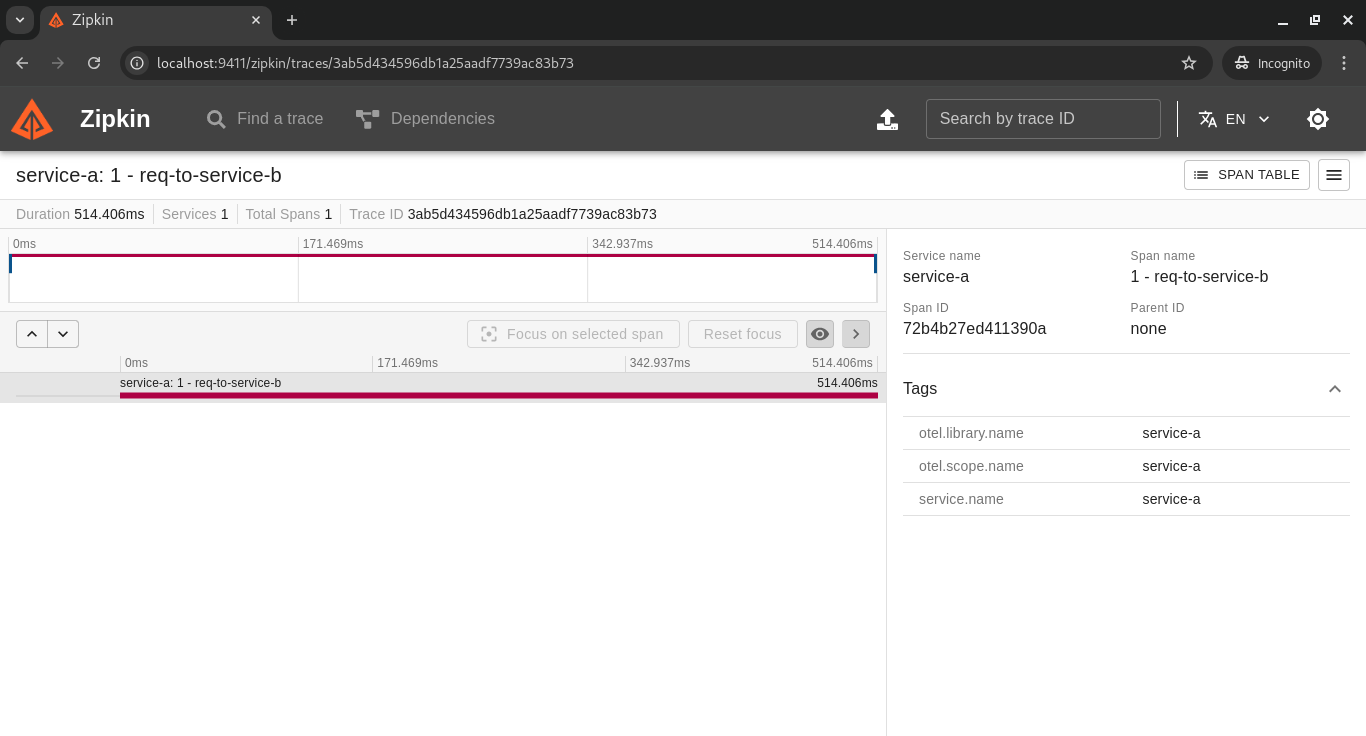 Zipkin
localhost:9411/zipkin/traces/3ab5d434596db1a25aadf7739ac83b73
Incognito
Zipkin
Find a trace
Dependencies
Search by trace ID
EN
service-a: 1 - req-to-service-b
SPAN TABLE
Duration 514.406ms Services 1 Total Spans 1 Trace ID 3ab5d434596db1a25aadf7739ac83b73
0ms 171.469ms 342.937ms 514.406ms
Focus on selected span
Reset focus
0ms 171.469ms 342.937ms 514.406ms
service-a: 1 - req-to-service-b 514.406ms
Service name
service-a
Span name
1 - req-to-service-b
Span ID
72b4b27ed411390a
Parent ID
none
Tags
otel.library.name service-a
otel.scope.name service-a
service.name service-a